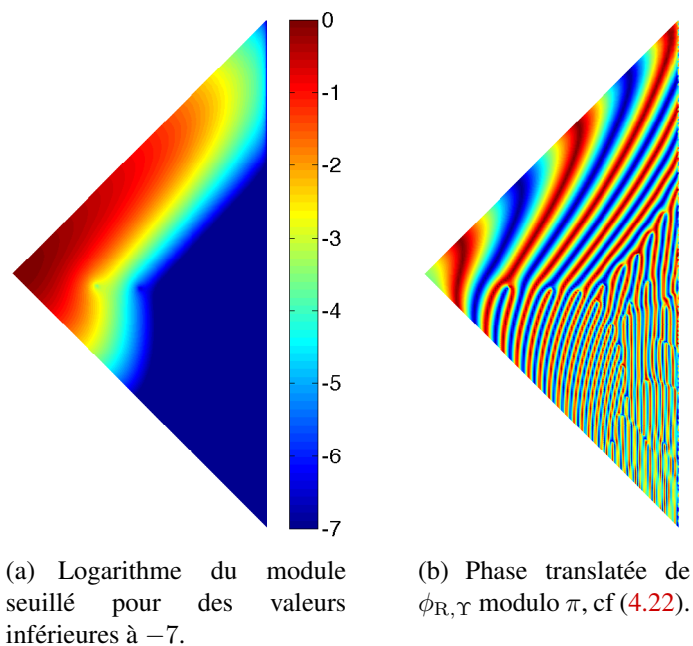 0
-1
-2
-3
-4
-5
-6
-7
(a) Logarithme du module
seuillé pour des valeurs
inférieures à −7.
(b) Phase translatée de
ϕR,Υ modulo π, cf (4.22).